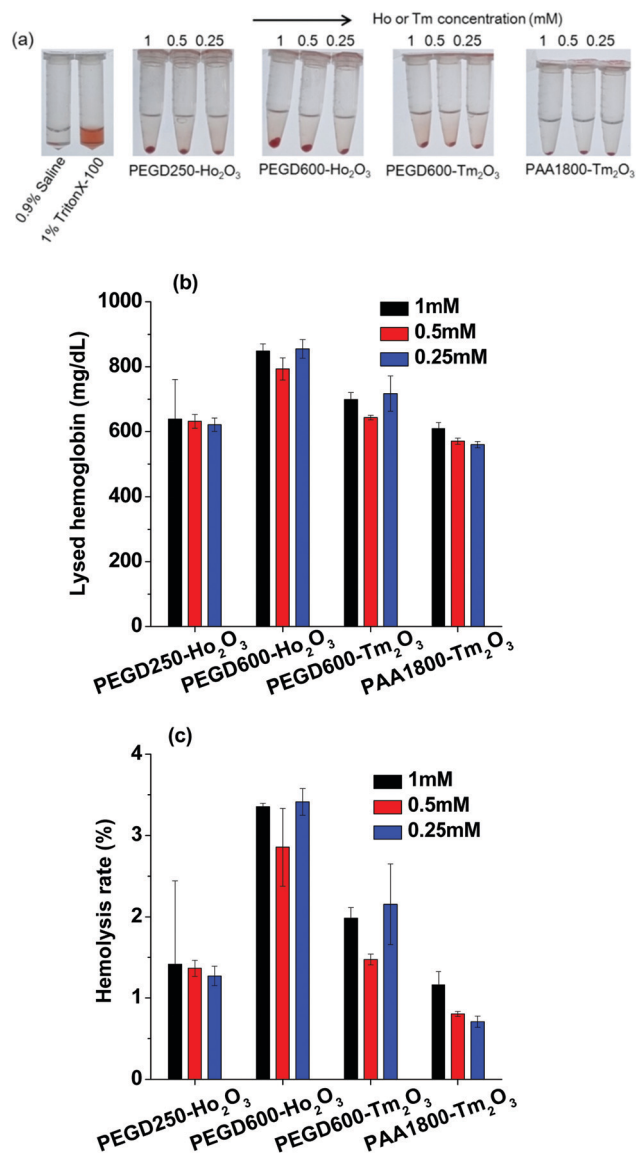 Ho or Tm concentration (mM)
(a)
1 0.5 0.25
1 0.5 0.25
1 0.5 0.25
1 0.5 0.25
0.9% Saline
1% TritonX-100
PEGD250-Ho₂O₃
PEGD600-Ho₂O₃
PEGD600-Tm₂O₃
PAA1800-Tm₂O₃
(b)
1mM
0.5mM
0.25mM
Lysed hemoglobin (mg/dL)
1000
800
600
400
200
0
PEGD250-Ho₂O₃
PEGD600-Ho₂O₃
PEGD600-Tm₂O₃
PAA1800-Tm₂O₃
(c)
1mM
0.5mM
0.25mM
Hemolysis rate (%)
4
3
2
1
0
PEGD250-Ho₂O₃
PEGD600-Ho₂O₃
PEGD600-Tm₂O₃
PAA1800-Tm₂O₃